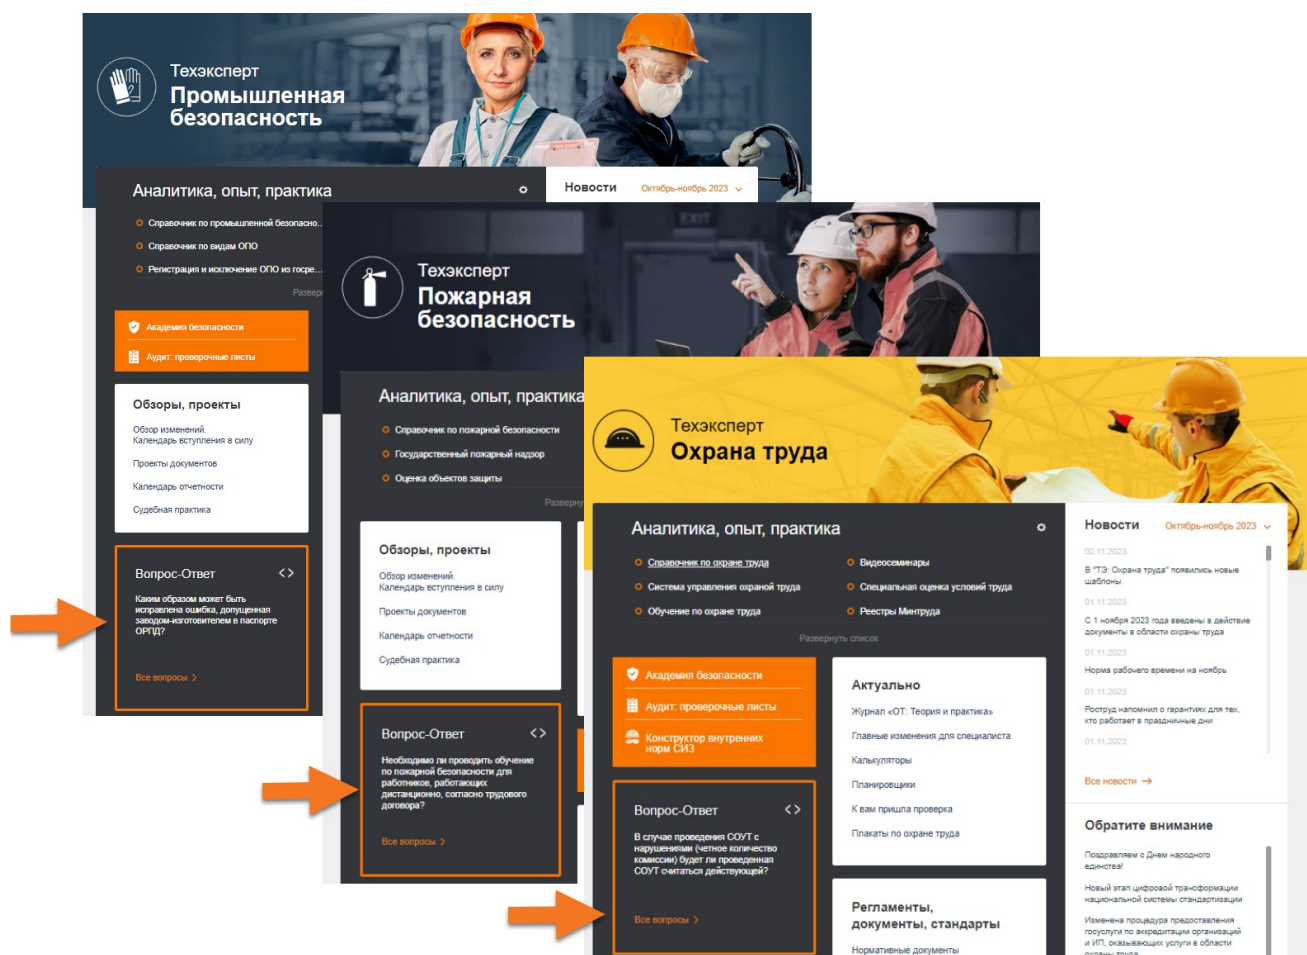 Техэксперт
Промышленная
безопасность
Аналитика, опыт, практика
Справочник по промышленной безопасно...
Справочник по видам ОПО
Регистрация и исключение ОПО из госре...
Разверн
Новости
Октябрь-ноябрь 2023
Академия безопасности
Аудит: проверочные листы
Обзоры, проекты
Обзор изменений.
Календарь вступления в силу
Проекты документов
Календарь отчетности
Судебная практика
Вопрос-Ответ
Каким образом может быть
исправлена ошибка, допущенная
заводом-изготовителем в паспорте
ОРПД?
Все вопросы
EXIT
Техэксперт
Пожарная
безопасность
Аналитика, опыт, практика
Справочник по пожарной безопасности
Государственный пожарный надзор
Оценка объектов защиты
Развернут
Обзоры, проекты
Обзор изменений.
Календарь вступления в силу
Проекты документов
Календарь отчетности
Судебная практика
Вопрос-Ответ
Необходимо ли проводить обучение
по пожарной безопасности для
работников, работающих
дистанционно, согласно трудового
договора?
Все вопросы
Техэксперт
Охрана труда
Аналитика, опыт, практика
Справочник по охране труда
Система управления охраной труда
Обучение по охране труда
Видеосеминары
Специальная оценка условий труда
Реестры Минтруда
Развернуть список
Академия безопасности
Аудит: проверочные листы
Конструктор внутренних
норм СИЗ
Вопрос-Ответ
В случае проведения СОУТ с
нарушениями (четное количество
комиссии) будет ли проведенная
СОУТ считаться действующей?
Все вопросы
Актуально
Журнал «ОТ: Теория и практика»
Главные изменения для специалиста
Калькуляторы
Планировщики
К вам пришла проверка
Плакаты по охране труда
Регламенты,
документы, стандарты
Нормативные документы
Новости
Октябрь-ноябрь 2023
02.11.2023
В "ТЭ: Охрана труда" появились новые
шаблоны
01.11.2023
С 1 ноября 2023 года введены в действие
документы в области охраны труда
01.11.2023
Норма рабочего времени на ноябрь
01.11.2023
Роструд напомнил о гарантиях для тех,
кто работает в праздничные дни
01.11.2023
Все новости
Обратите внимание
Поздравляем с Днем народного
единства!
Новый этап цифровой трансформации
национальной системы стандартизации
Изменена процедура предоставления
госуслуги по аккредитации организаций
и ИП, оказывающих услуги в области
охраны труда